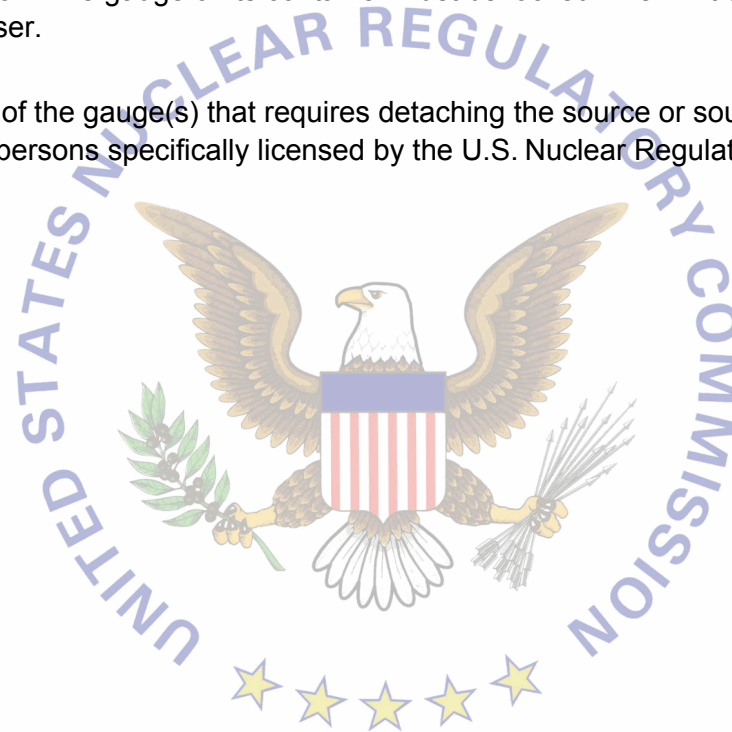 ser.
of the gauge(s) that requires detaching the source or sou
persons specifically licensed by the U.S. Nuclear Regulat
UNITED STATES NUCLEAR REGULATORY COMMISSION